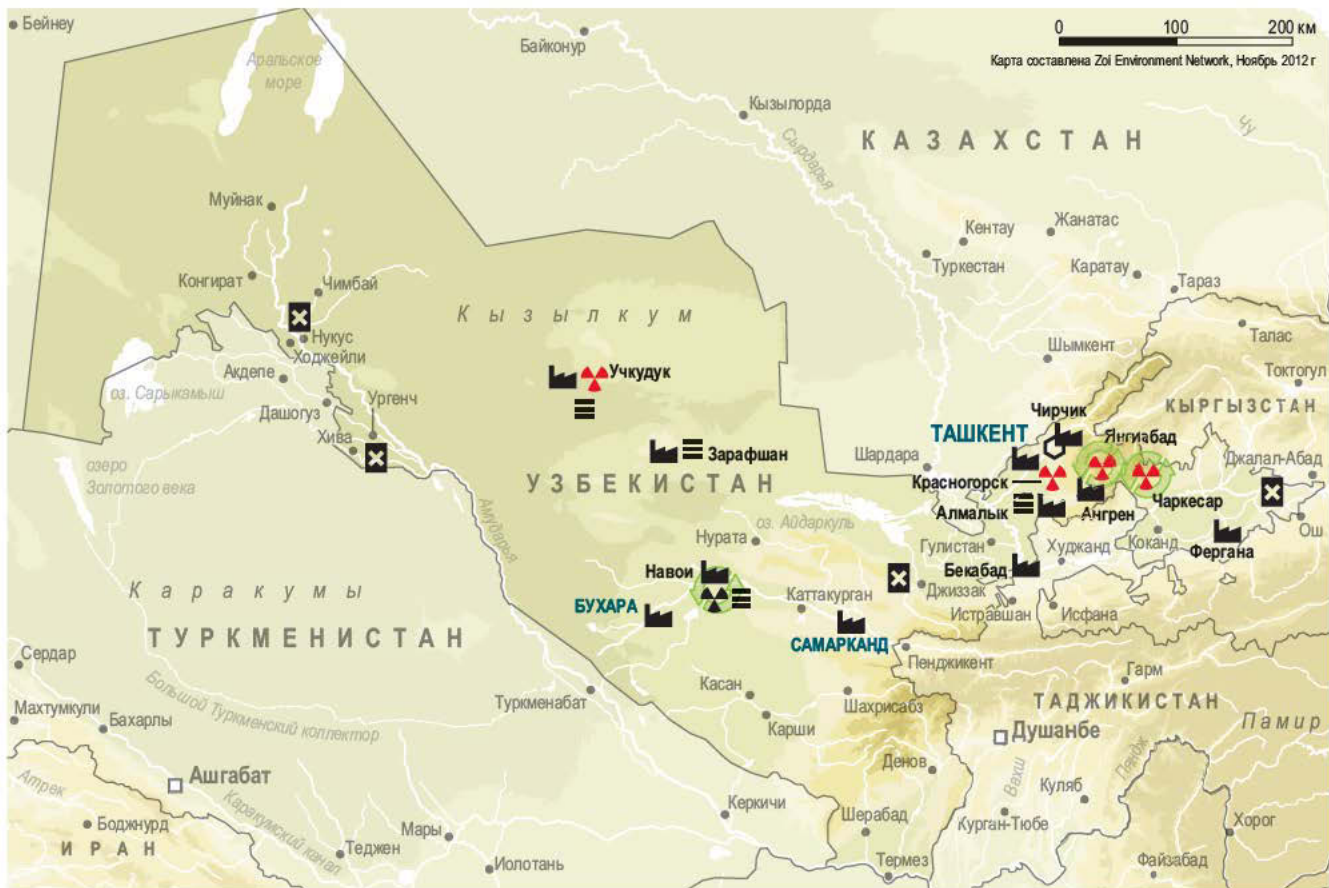 Бейнеу
Байконур
0 100 200 км
Карта составлена Zoi Environment Network, Ноябрь 2012 г
Аральское
море
Кызылорда
Сырдарья
КАЗАХСТАН
Чу
Муйнак
Кентау
Жанатас
Туркестан
Каратау
Тараз
Конгират
Чимбай
Кызылкум
Нукус
Ходжейли
Талас
Шымкент
Акдепе
оз. Сарыкамыш
Учкудук
Токтогул
Дашогуз
Ургенч
КЫРГЫЗСТАН
Чирчик
ТАШКЕНТ
Янгиабад
Хива
Зарафшан
Шардара
Джалал-Абад
озеро
Золотого века
УЗБЕКИСТАН
Красногорск
Чаркесар
Алмалык
Ангрен
оз. Айдаркуль
Амударья
Нурата
Гулистан
Худжанд
Коканд
Фергана
Ош
Навои
Бекабад
Каракумы
БУХАРА
Каттакурган
Джиззак
Истравшан
Исфана
ТУРКМЕНИСТАН
САМАРКАНД
Сердар
Пенджикент
Гарм
Большой Туркменский коллектор
Туркменабат
Касан
Шахрисабз
ТАДЖИКИСТАН
Махтумкули
Бахарлы
Карши
Памир
Душанбе
Ашгабат
Денов
Вахш
Пяндж
Атрек
Каракумский канал
Куляб
Керкичи
Боджнурд
Мары
Шерабад
Курган-Тюбе
Хорог
ИРАН
Теджен
Иолотань
Термез
Файзабад